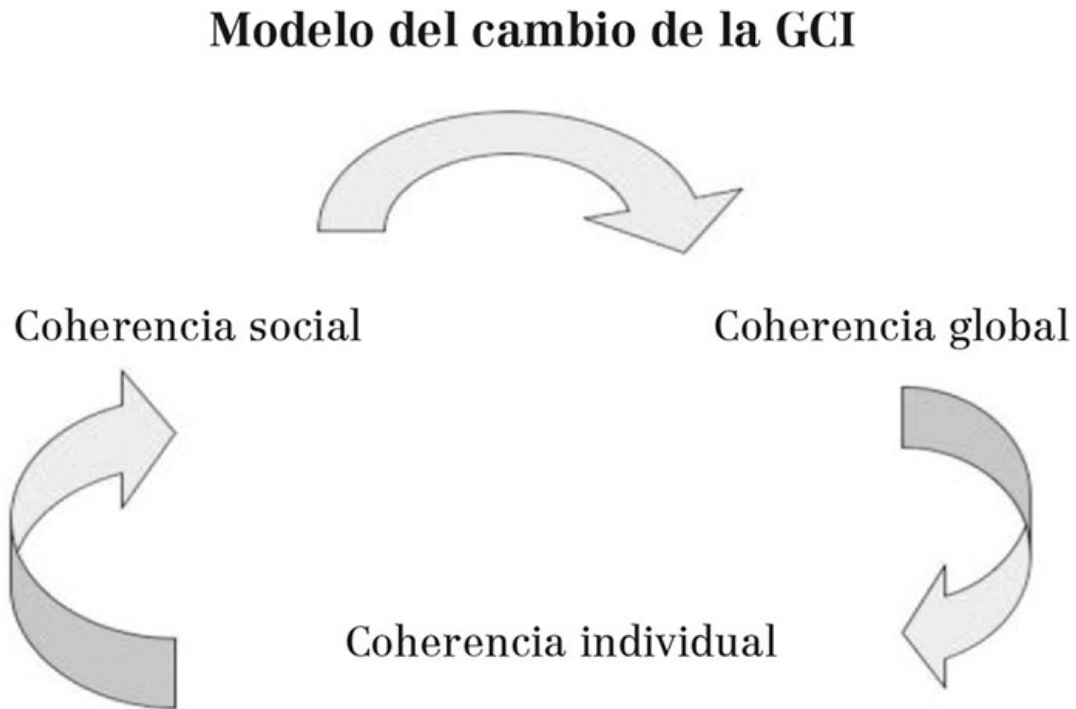 Modelo del cambio de la GCI
Coherencia social
Coherencia global
Coherencia individual